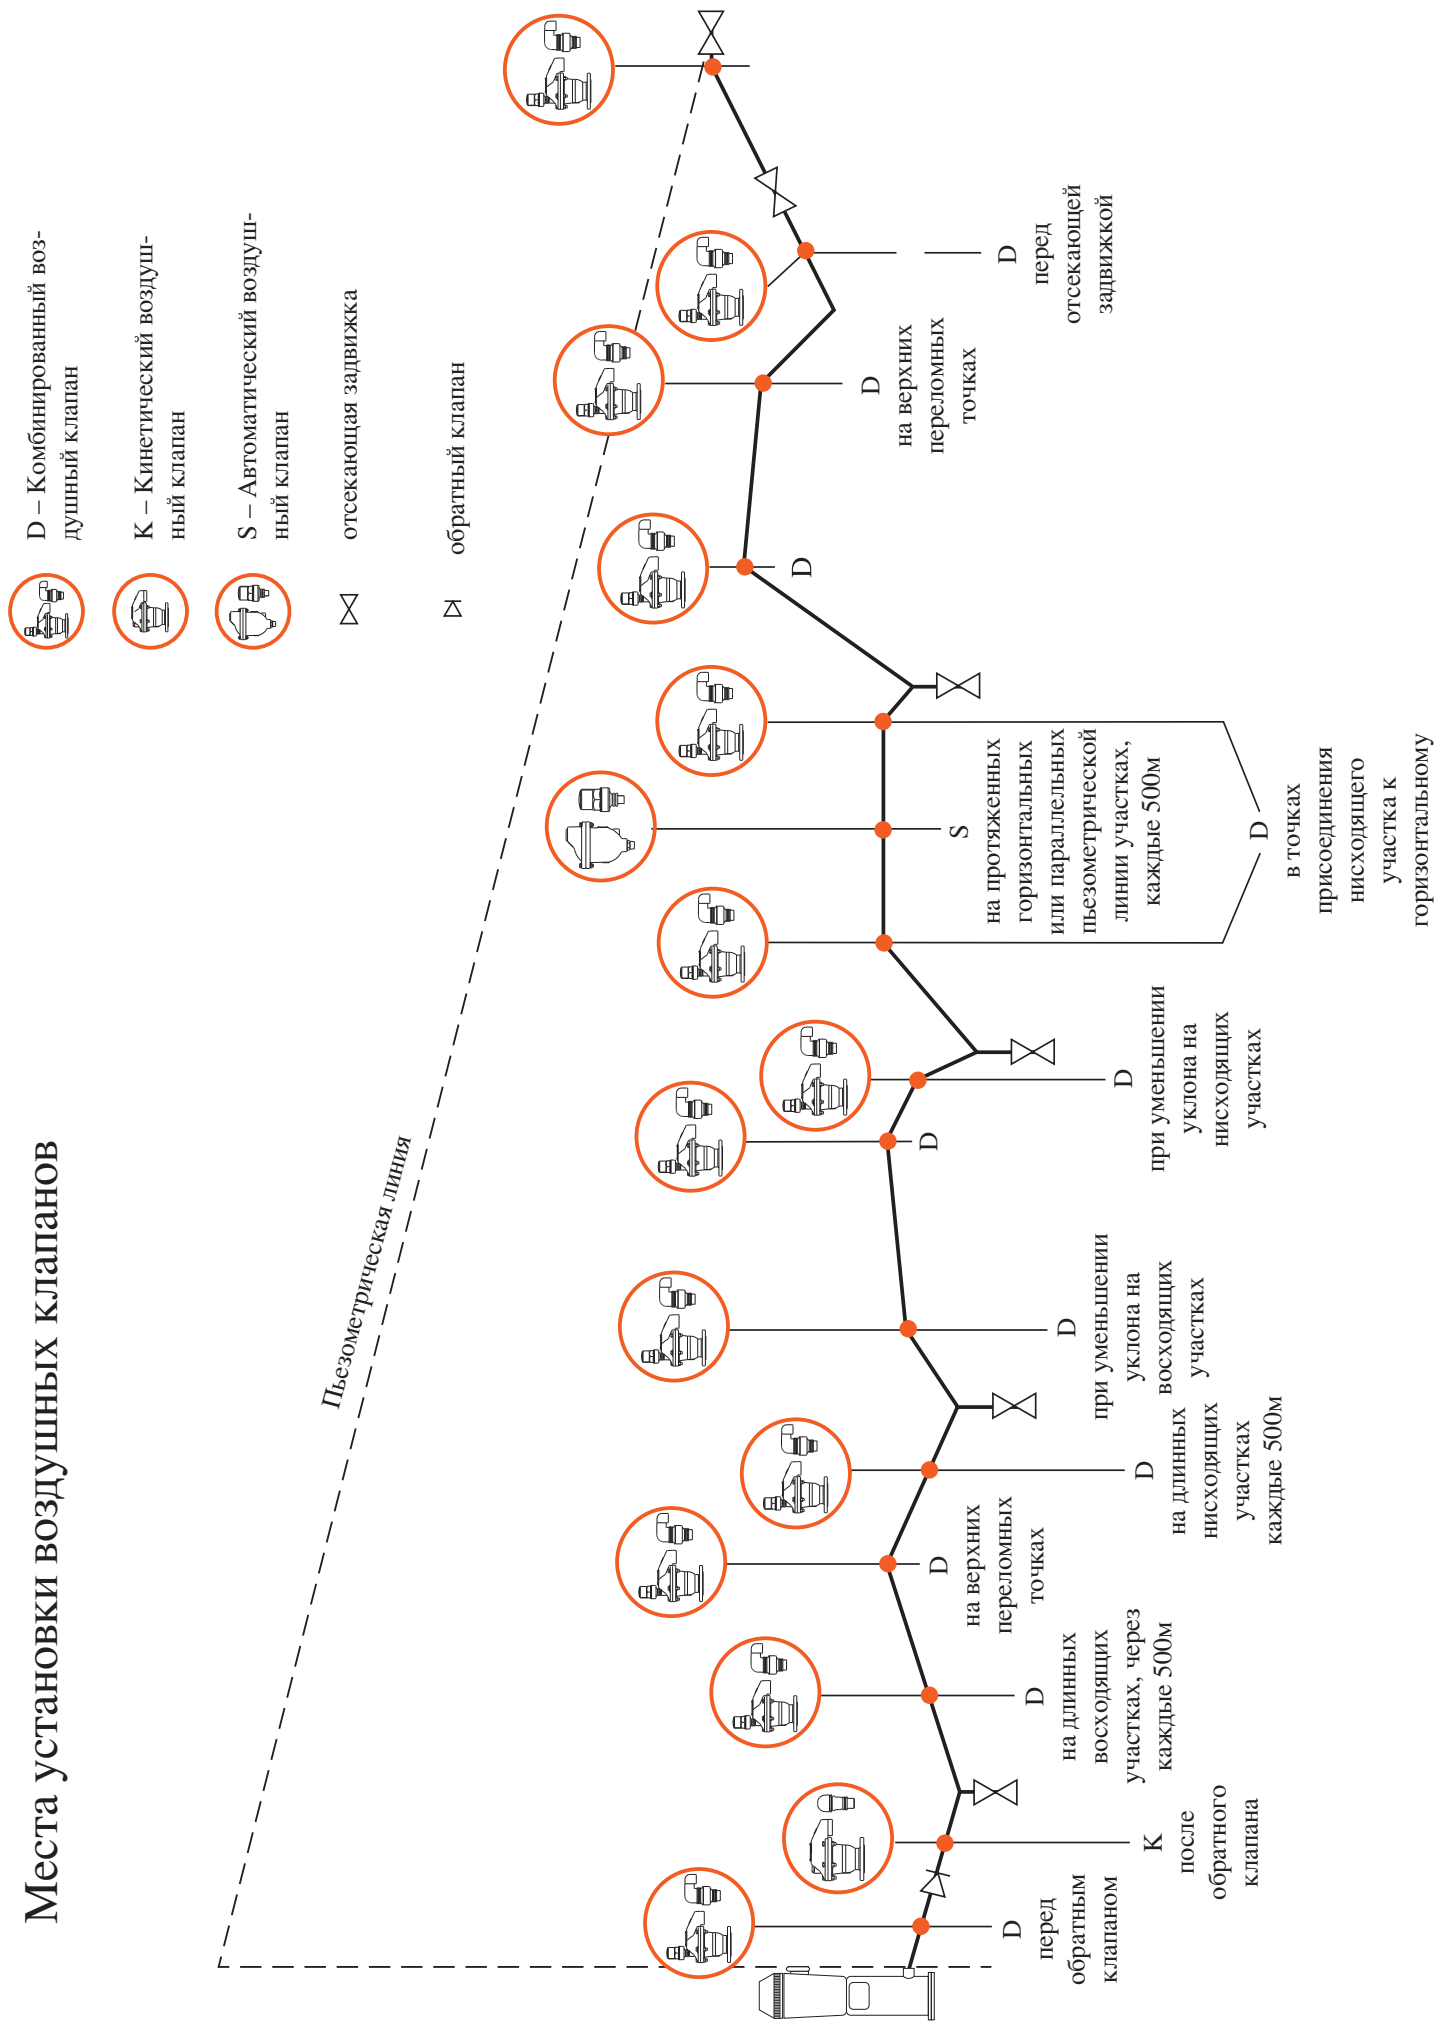 Места установки воздушных клапанов
D – Комбинированный воз-
душный клапан
K – Кинетический воздуш-
ный клапан
S – Автоматический воздуш-
ный клапан
отсекающая задвижка
обратный клапан
Пьезометрическая линия
D
перед
обратным
клапаном
K
после
обратного
клапана
D
на длинных
восходящих
участках, через
каждые 500м
D
на верхних
переломных
точках
D
на длинных
нисходящих
участках
каждые 500м
D
при уменьшении
уклона на
восходящих
участках
D
D
при уменьшении
уклона на
нисходящих
участках
S
на протяженных
горизонтальных
или параллельных
пьезометрической
линии участках,
каждые 500м
D
в точках
присоединения
нисходящего
участка к
горизонтальному
D
D
на верхних
переломных
точках
D
перед
отсекающей
задвижкой